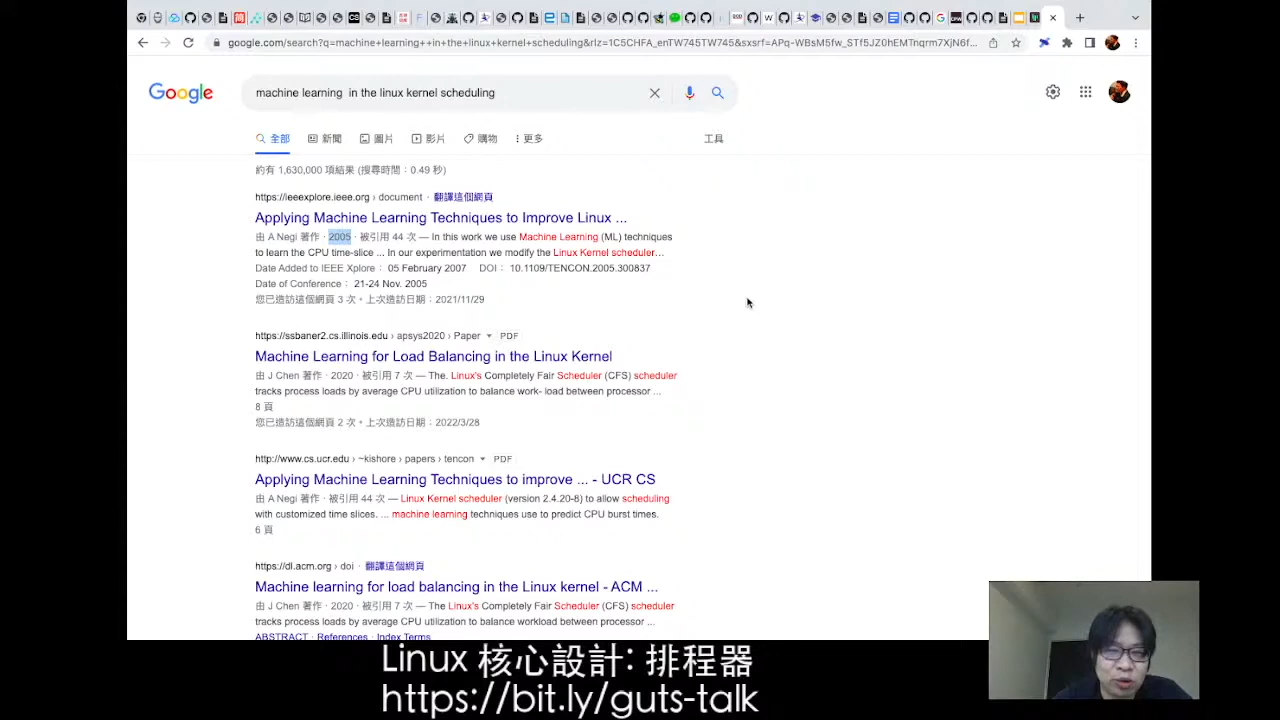 google.com/search?q=machine+learning++in+the+linux+kernel+scheduling&rlz=1C5CHFA_enTW745TW745&sxsrf=APq-WBsM5fw_STf5JZ0hEMTnqrm7XjN6f...
Google
machine learning  in the linux kernel scheduling
全部 新聞 圖片 影片 購物 更多 工具
約有 1,630,000 項結果 (搜尋時間：0.49 秒)
https://ieeexplore.ieee.org › document · 翻譯這個網頁
Applying Machine Learning Techniques to Improve Linux ...
由 A Negi 著作 · 2005 · 被引用 44 次 — In this work we use Machine Learning (ML) techniques
to learn the CPU time-slice ... In our experimentation we modify the Linux Kernel scheduler...
Date Added to IEEE Xplore： 05 February 2007 DOI： 10.1109/TENCON.2005.300837
Date of Conference： 21-24 Nov. 2005
您已造訪這個網頁 3 次。上次造訪日期：2021/11/29
https://ssbaner2.cs.illinois.edu › apsys2020 › Paper PDF
Machine Learning for Load Balancing in the Linux Kernel
由 J Chen 著作 · 2020 · 被引用 7 次 — The. Linux's Completely Fair Scheduler (CFS) scheduler
tracks process loads by average CPU utilization to balance work- load between processor ...
8 頁
您已造訪這個網頁 2 次。上次造訪日期：2022/3/28
http://www.cs.ucr.edu › ~kishore › papers › tencon PDF
Applying Machine Learning Techniques to improve ... - UCR CS
由 A Negi 著作 · 被引用 44 次 — Linux Kernel scheduler (version 2.4.20-8) to allow scheduling
with customized time slices. ... machine learning techniques use to predict CPU burst times.
6 頁
https://dl.acm.org › doi · 翻譯這個網頁
Machine learning for load balancing in the Linux kernel - ACM ...
由 J Chen 著作 · 2020 · 被引用 7 次 — The Linux's Completely Fair Scheduler (CFS) scheduler
tracks process loads by average CPU utilization to balance workload between processor ...
ABSTRACT · References · Index Terms
Linux 核心設計: 排程器
https://bit.ly/guts-talk